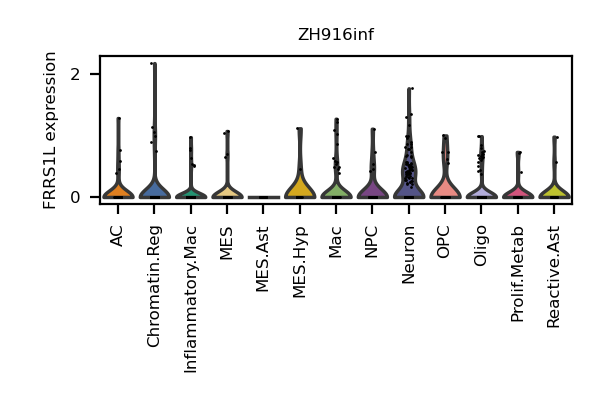 ZH916inf
FRRS1L expression
2
0
AC
Chromatin.Reg
Inflammatory.Mac
MES
MES.Ast
MES.Hyp
Mac
NPC
Neuron
OPC
Oligo
Prolif.Metab
Reactive.Ast